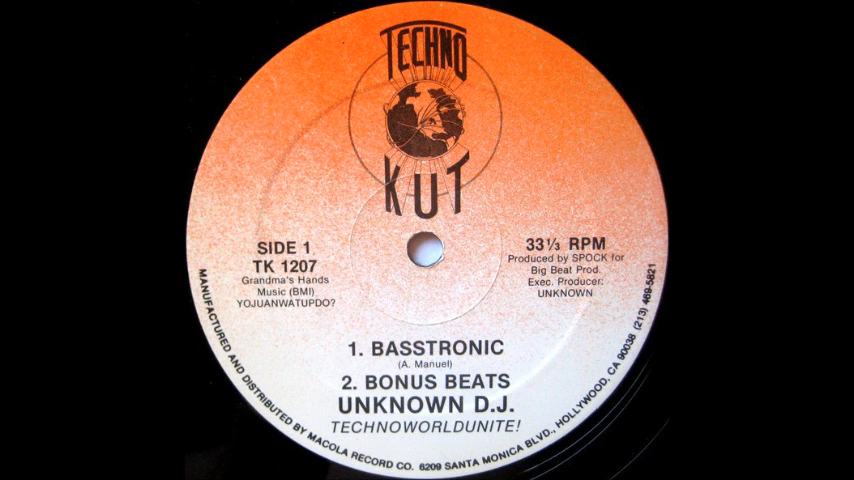 TECHNO
KUT
SIDE 1
TK 1207
Grandma's Hands
Music (BMI)
YOJUANWATUPDO?
33⅓ RPM
Produced by SPOCK for
Big Beat Prod.
Exec. Producer:
UNKNOWN
1. BASSTRONIC
(A. Manuel)
2. BONUS BEATS
UNKNOWN D.J.
TECHNOWORLDUNITE!
MANUFACTURED AND DISTRIBUTED BY MACOLA RECORD CO. 6209 SANTA MONICA BLVD., HOLLYWOOD, CA 90038 (213) 469-5821